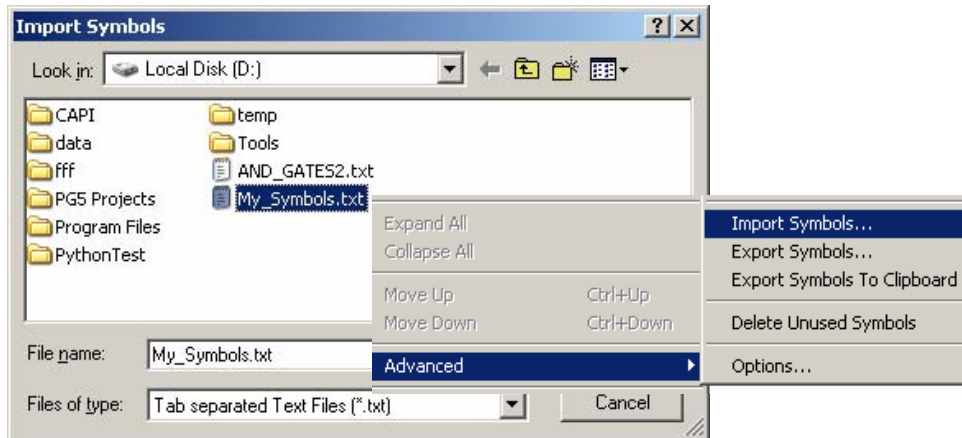 Import Symbols
Look in: Local Disk (D:)
CAPI
data
fff
PG5 Projects
Program Files
PythonTest
temp
Tools
AND_GATES2.txt
My_Symbols.txt
File name: My_Symbols.txt
Files of type: Tab separated Text Files (*.txt)
Cancel
Expand All
Collapse All
Move Up Ctrl+Up
Move Down Ctrl+Down
Advanced
Import Symbols...
Export Symbols...
Export Symbols To Clipboard
Delete Unused Symbols
Options...